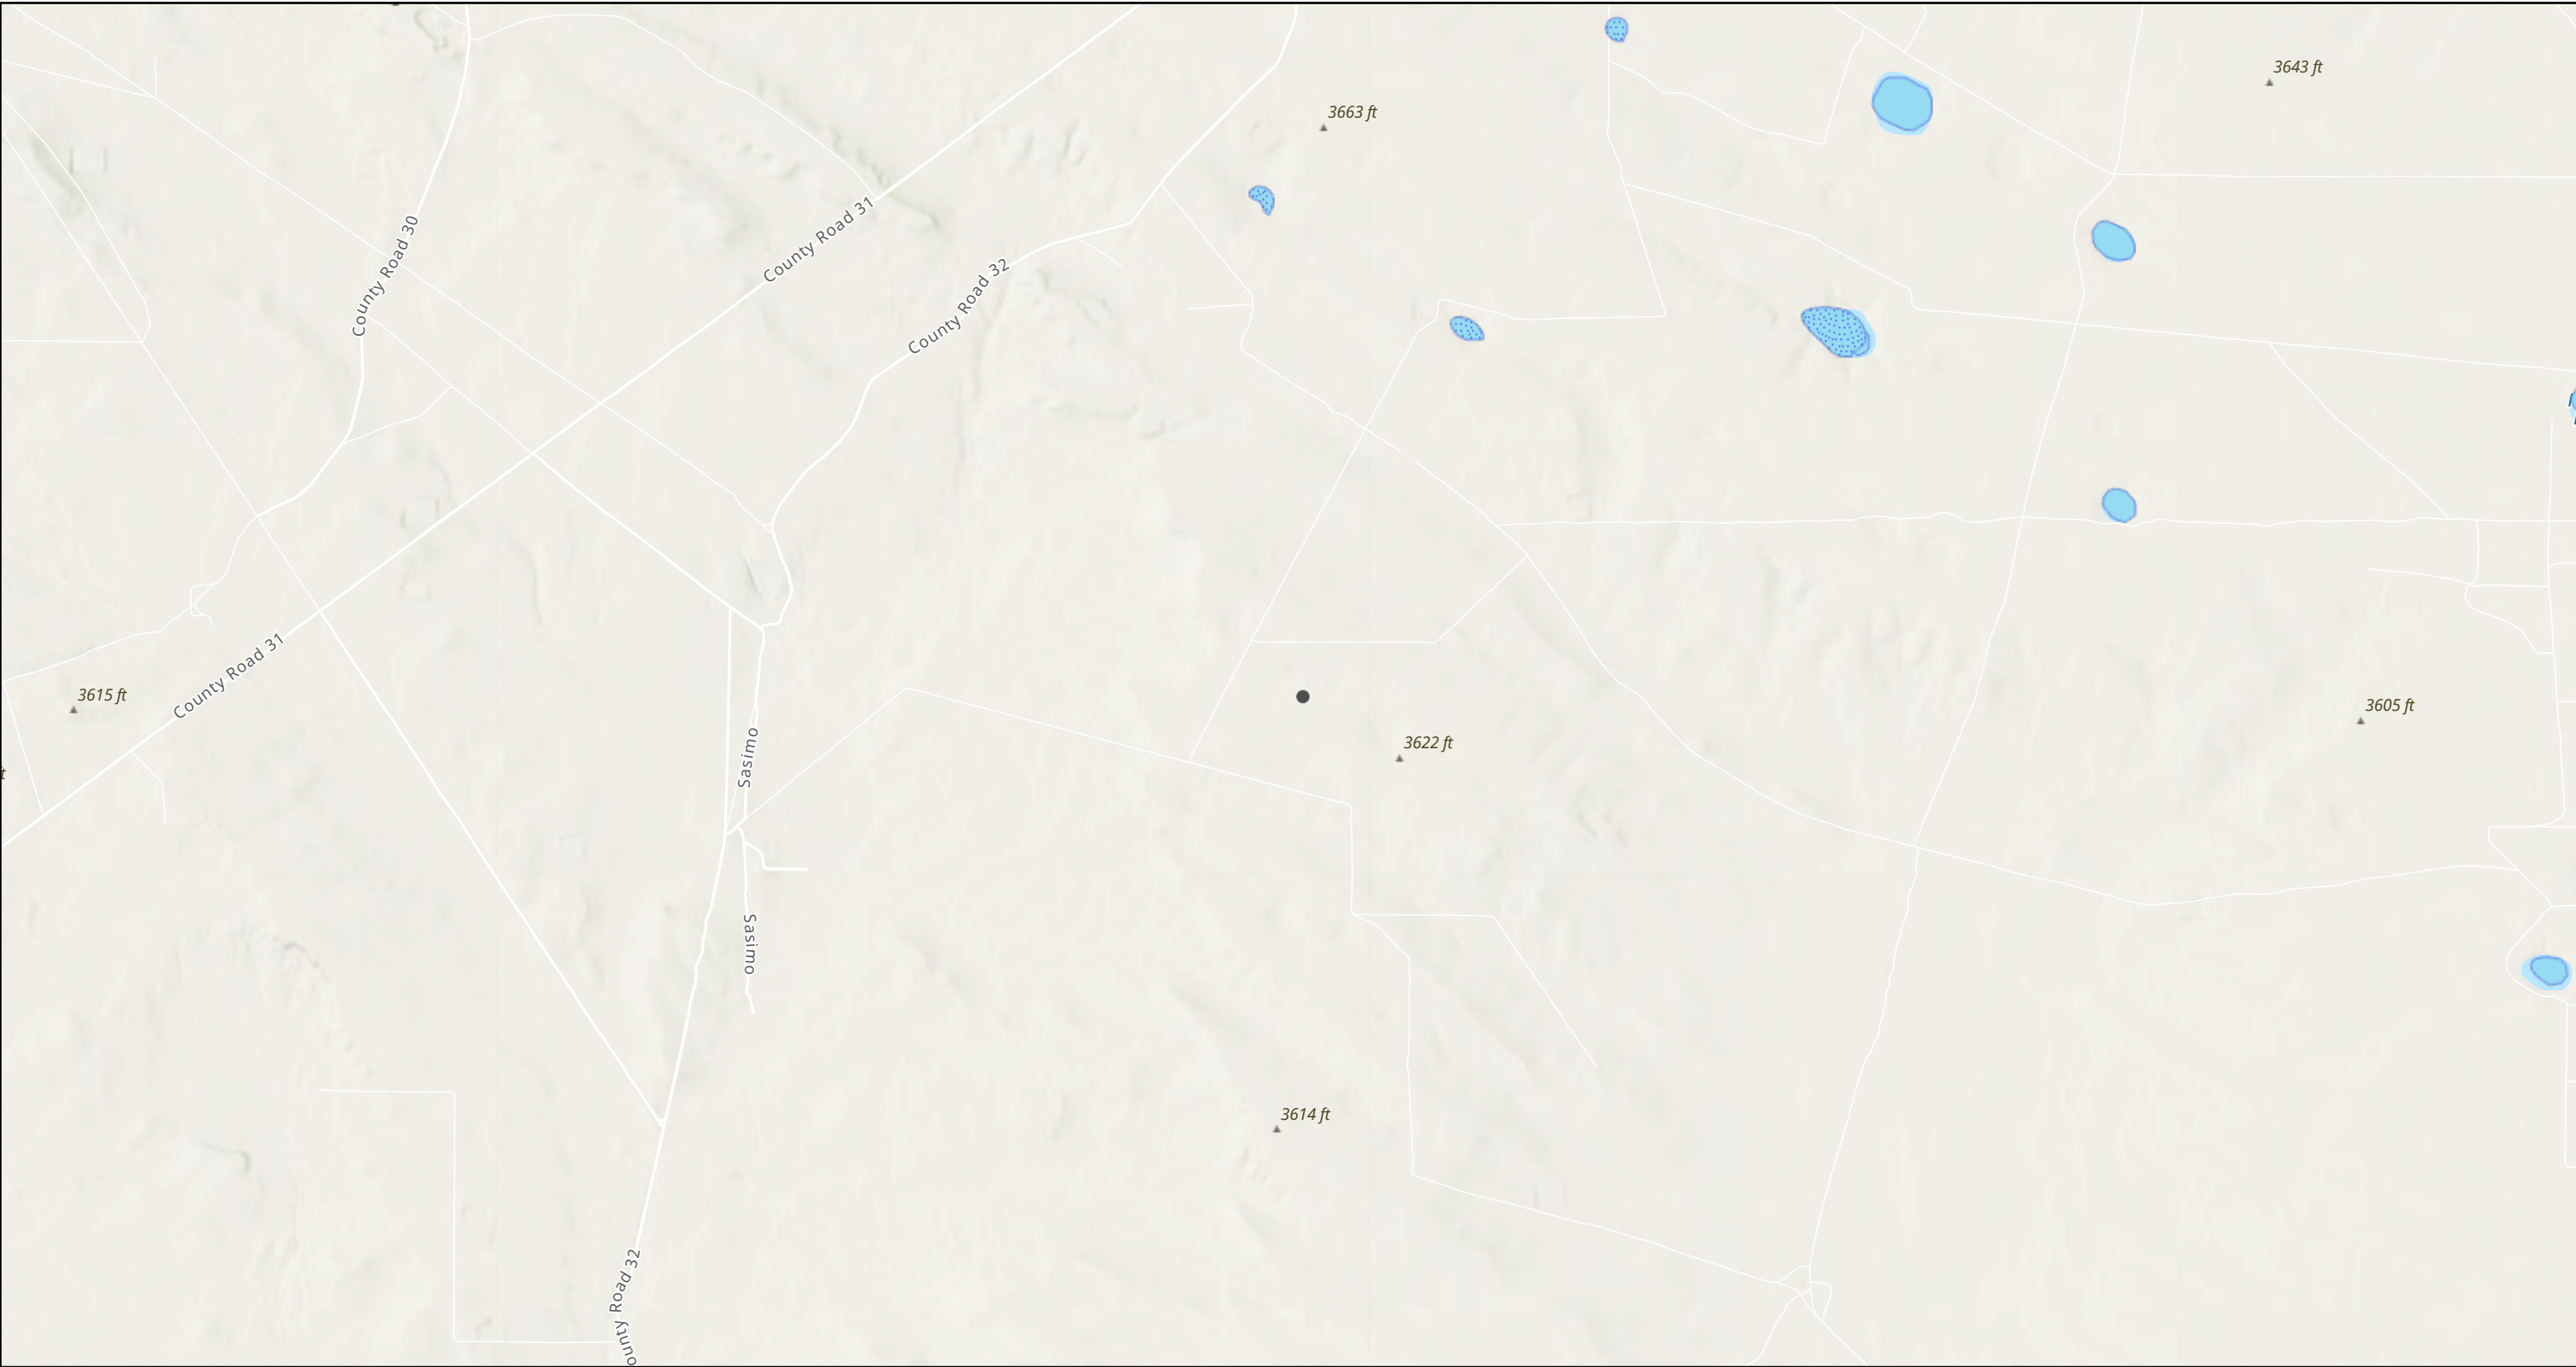 3643 ft
3663 ft
County Road 30
County Road 31
County Road 32
County Road 31
3615 ft
3605 ft
3622 ft
Sasimo
Sasimo
3614 ft
ounty Road 32